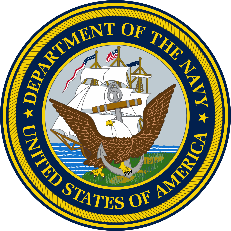 DEPARTMENT OF THE NAVY
UNITED STATES OF AMERICA